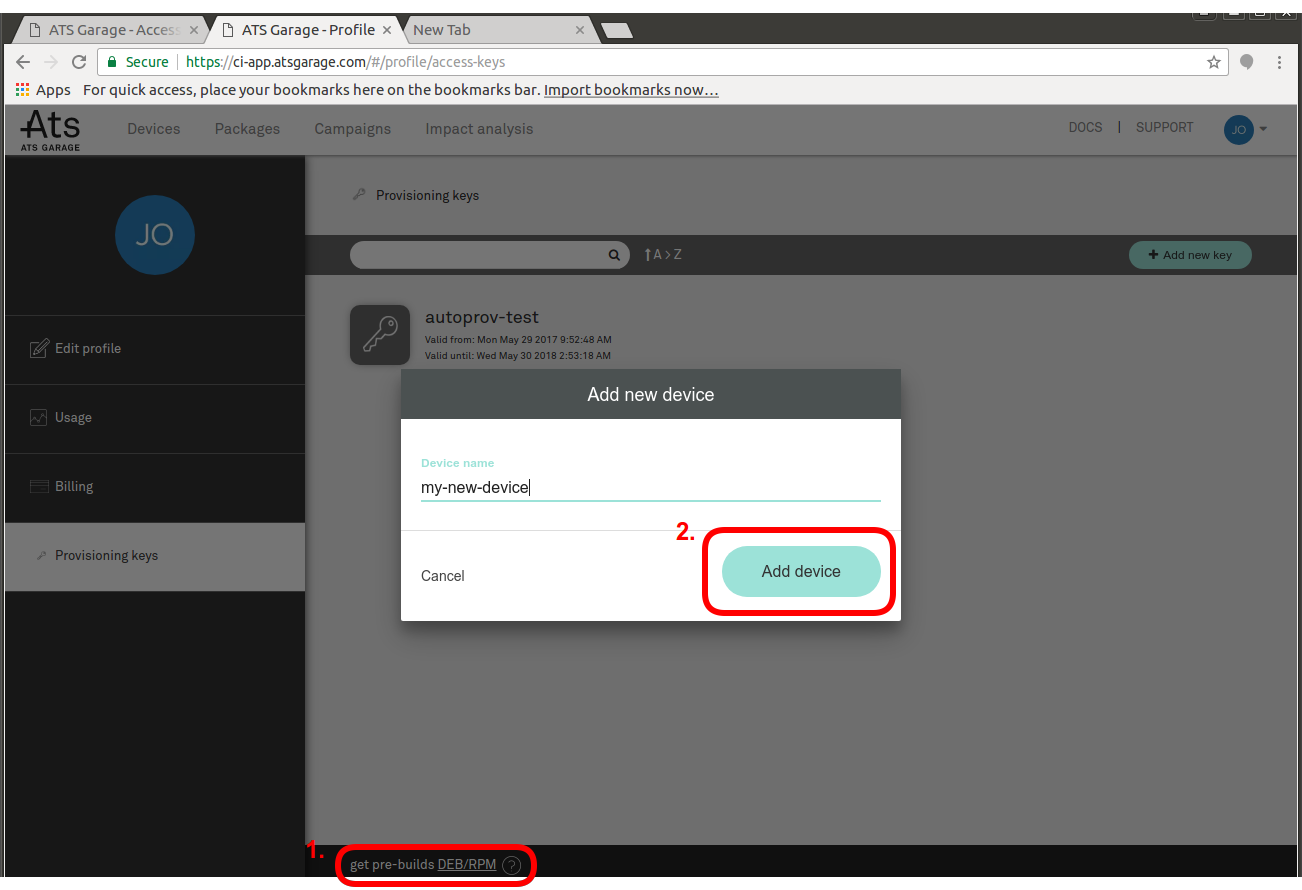 ATS Garage - Access
ATS Garage - Profile
New Tab
Secure https://ci-app.atsgarage.com/#/profile/access-keys
Apps For quick access, place your bookmarks here on the bookmarks bar. Import bookmarks now...
Ats
ATS GARAGE
Devices Packages Campaigns Impact analysis DOCS | SUPPORT JO
JO
Edit profile
Usage
Billing
Provisioning keys
Provisioning keys
A > Z
+ Add new key
autoprov-test
Valid from: Mon May 29 2017 9:52:48 AM
Valid until: Wed May 30 2018 2:53:18 AM
Add new device
Device name
my-new-device
2.
Cancel
Add device
1.
get pre-builds DEB/RPM ?